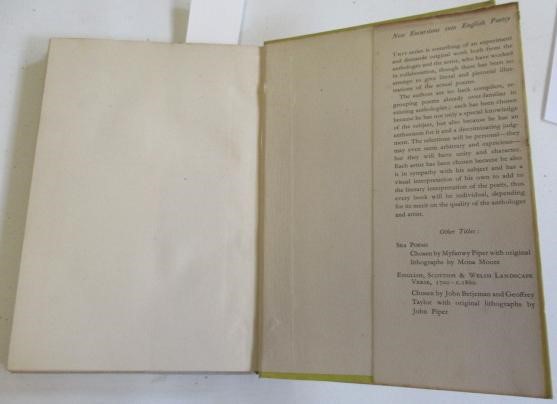 New Excursions into English Poetry
THIS series is something of an experiment
and demands original work both from the
anthologist and the artist, who have worked
in collaboration, though there has been no
attempt to give literal and pictorial illus-
trations of the actual poems.
The authors are no hack compilers, re-
grouping poems already over-familiar in
existing anthologies; each has been chosen
because he has not only a special knowledge
of the subject, but also because he has an
enthusiasm for it and a discriminating judg-
ment. The selections will be personal—they
may even seem arbitrary and capricious—
but they will have unity and character.
Each artist has been chosen because he also
is in sympathy with his subject and has a
visual interpretation of his own to add to
the literary interpretation of the poets, thus
every book will be individual, depending
for its merit on the quality of the anthologist
and artist.
Other Titles:
SEA POEMS
Chosen by Myfanwy Piper with original
lithographs by Mona Moore
ENGLISH, SCOTTISH & WELSH LANDSCAPE
VERSE, 1700–c.1860
Chosen by John Betjeman and Geoffrey
Taylor with original lithographs by
John Piper